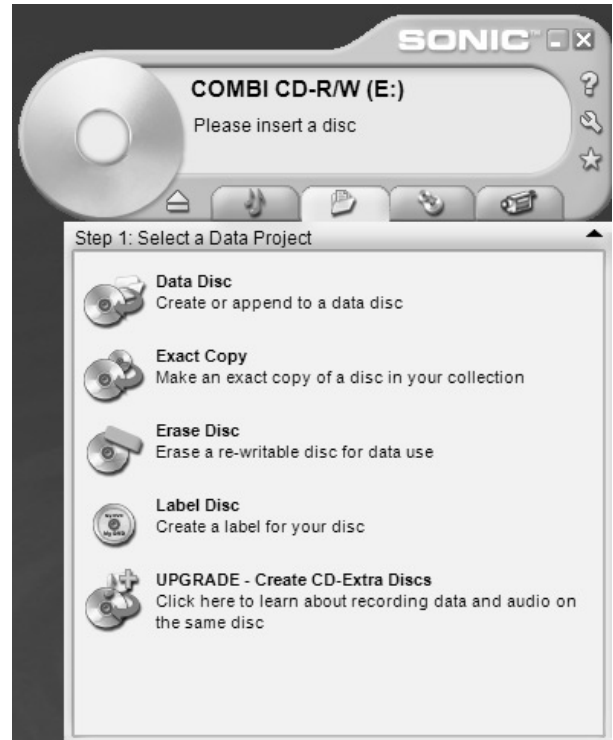 SONIC™
COMBI CD-R/W (E:)
Please insert a disc
Step 1: Select a Data Project
Data Disc
Create or append to a data disc
Exact Copy
Make an exact copy of a disc in your collection
Erase Disc
Erase a re-writable disc for data use
Label Disc
Create a label for your disc
UPGRADE - Create CD-Extra Discs
Click here to learn about recording data and audio on
the same disc